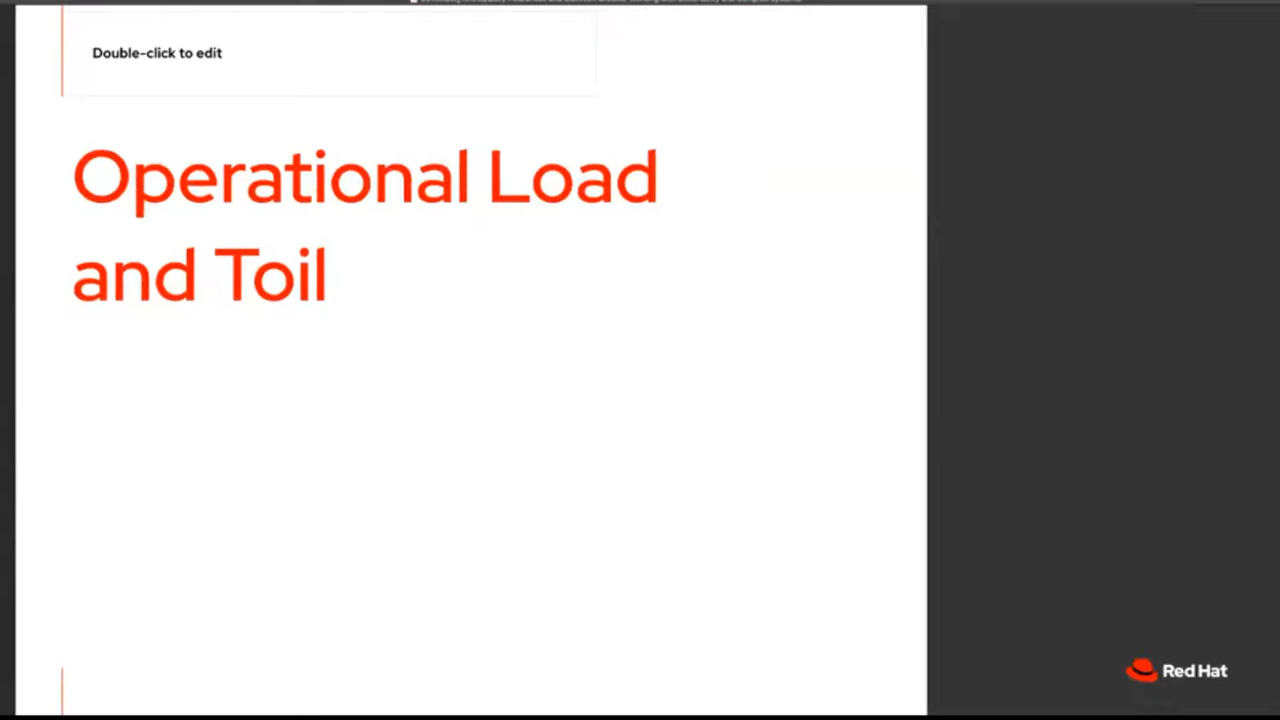 Double-click to edit
Operational Load
and Toil
Red Hat